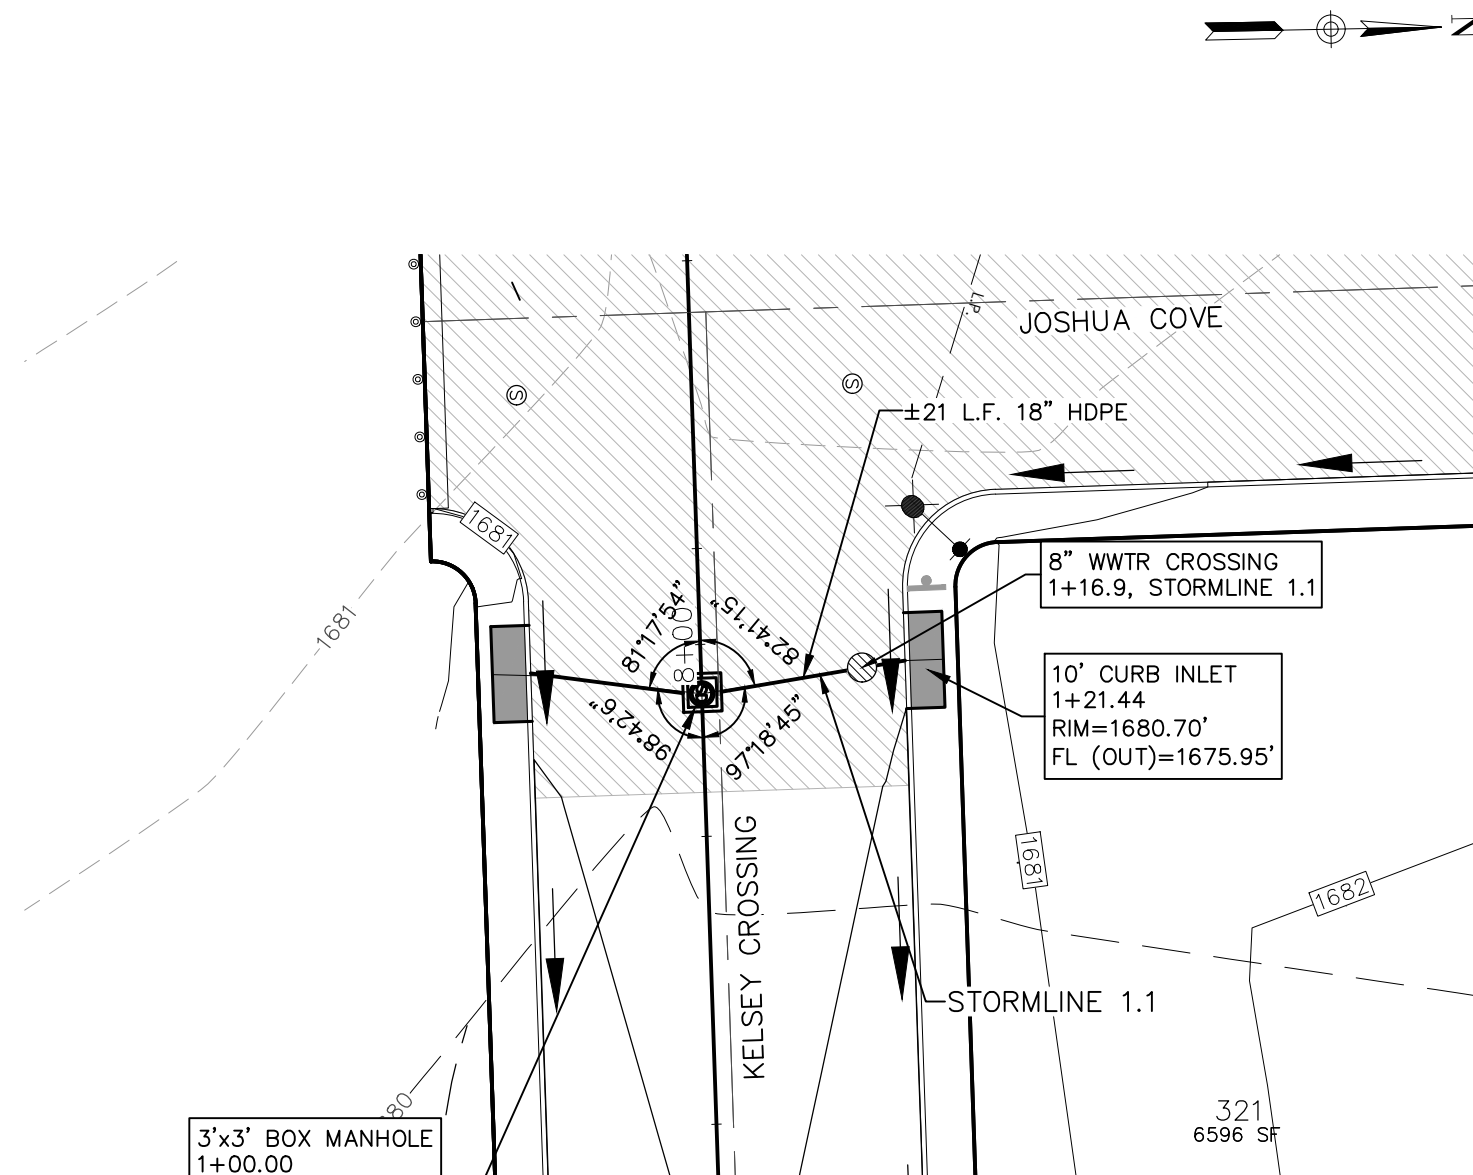 N
L.P.
JOSHUA COVE
S
S
±21 L.F. 18” HDPE
1681
8” WWTR CROSSING
1+16.9, STORMLINE 1.1
1681
81°17’54”
8+00
82°41’15”
10’ CURB INLET
1+21.44
RIM=1680.70’
FL (OUT)=1675.95’
98°42’6”
97°18’45”
KELSEY CROSSING
1681
1682
STORMLINE 1.1
321
6596 SF
3’x3’ BOX MANHOLE
1+00.00